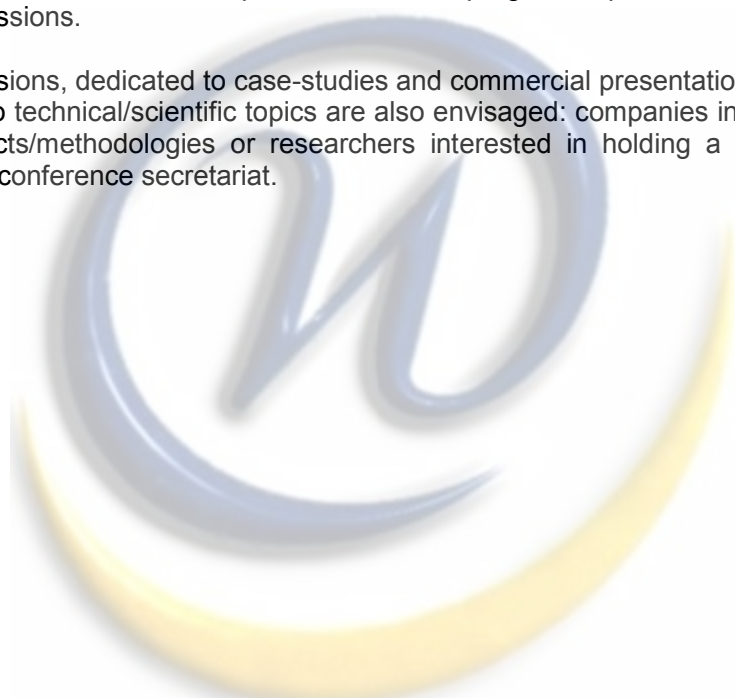 ssions.
sions, dedicated to case-studies and commercial presentatio
o technical/scientific topics are also envisaged: companies in
cts/methodologies or researchers interested in holding a
conference secretariat.